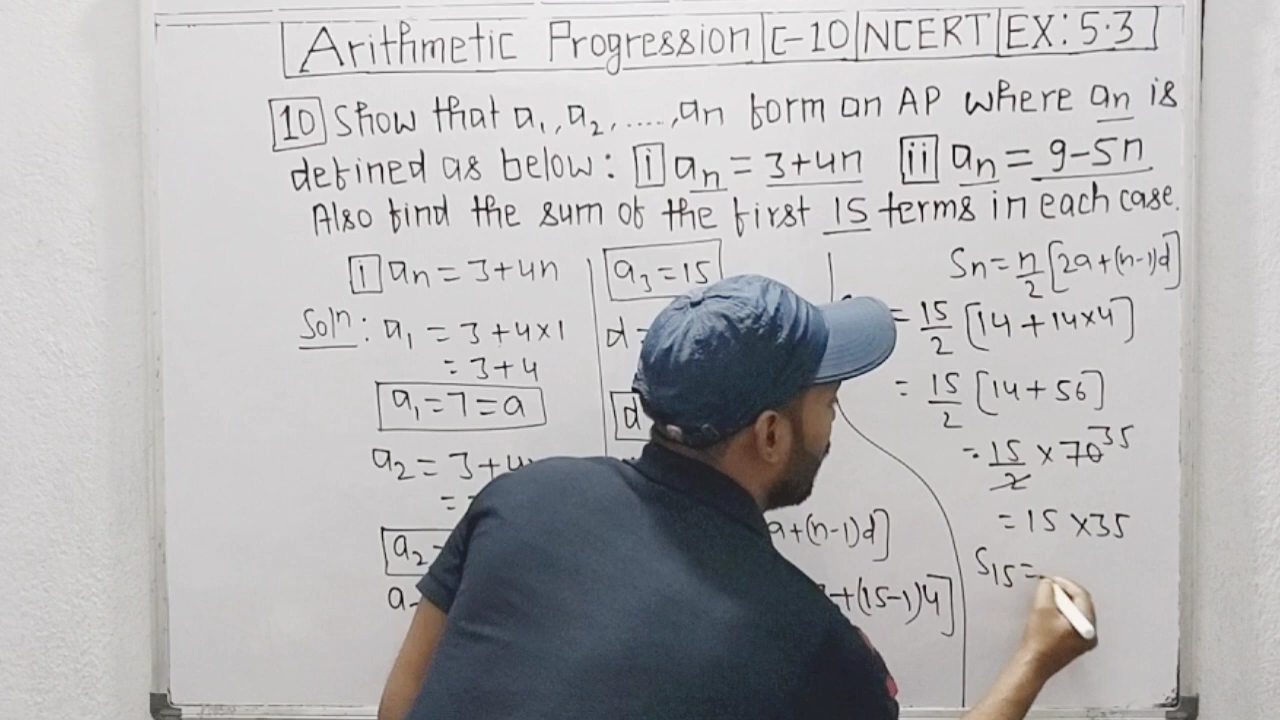 Arithmetic Progression C-10 NCERT EX: 5.3
10 Show that a₁, a₂, ....., aₙ form an AP where aₙ is
defined as below: i aₙ = 3+4n ii aₙ = 9-5n
Also find the sum of the first 15 terms in each case.
i aₙ = 3+4n
Solⁿ: a₁ = 3+4×1
= 3+4
a₁ = 7 = a
a₂ = 3+4×
=
a₂ =
a
a₃ = 15
d =
d
a+(n-1)d]
+(15-1)4]
Sn = n/2 [2a+(n-1)d]
= 15/2 [14+14×4]
= 15/2 [14+56]
= 15/2 × 70 35
= 15×35
S₁₅ =